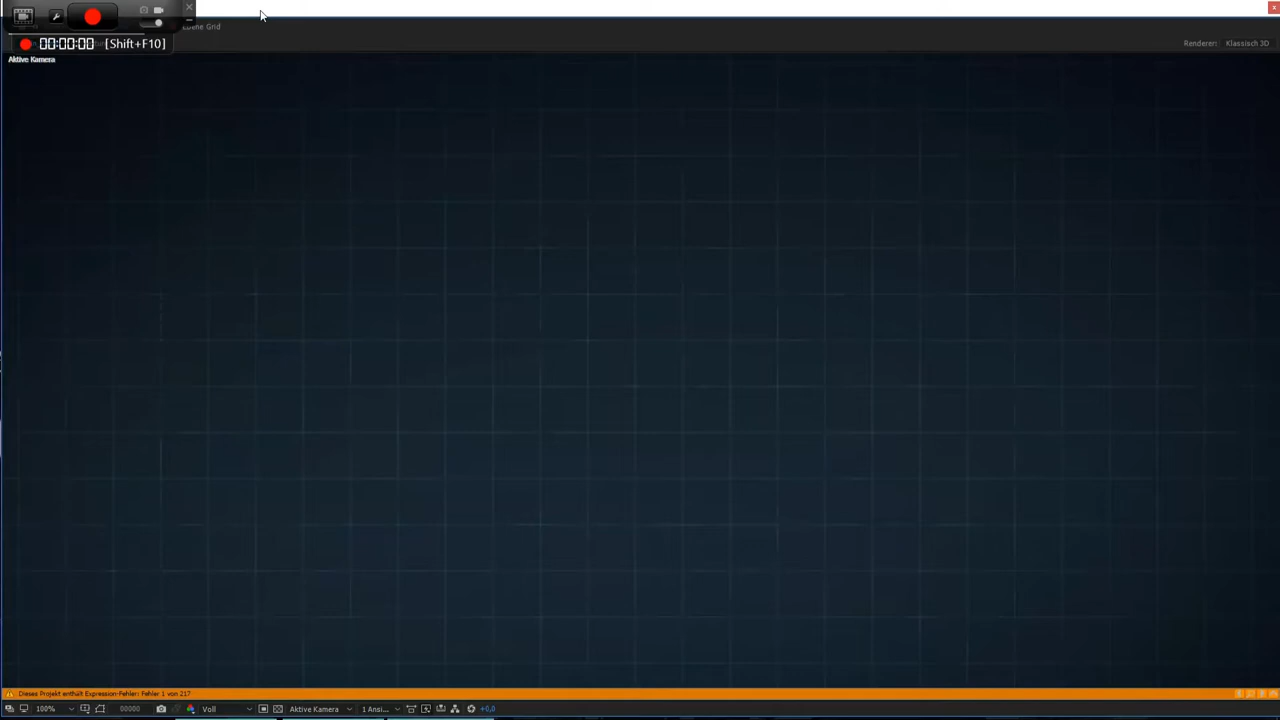 Ebene Grid
00:00:00 [Shift+F10]
Renderer: Klassisch 3D
Aktive Kamera
Dieses Projekt enthält Expression-Fehler: Fehler 1 von 217
100% 00000 Voll Aktive Kamera 1 Ansi... +0,0